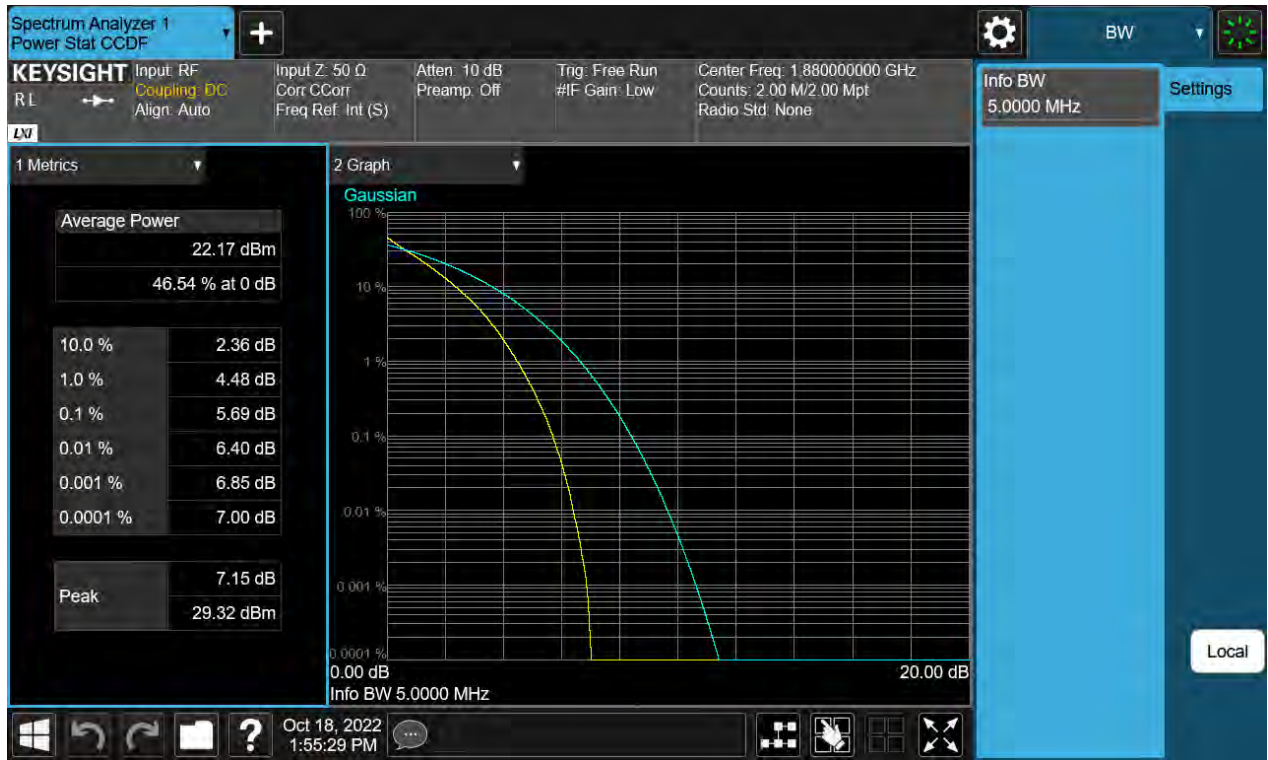 Spectrum Analyzer 1
Power Stat CCDF
BW
KEYSIGHT
RL
LXI
Input: RF
Coupling: DC
Align: Auto
Input Z: 50 Ω
Corr CCorr
Freq Ref: Int (S)
Atten: 10 dB
Preamp: Off
Trig: Free Run
#IF Gain: Low
Center Freq: 1.880000000 GHz
Counts: 2.00 M/2.00 Mpt
Radio Std: None
Info BW
5.0000 MHz
Settings
1 Metrics
Average Power
22.17 dBm
46.54 % at 0 dB
10.0 % 2.36 dB
1.0 % 4.48 dB
0.1 % 5.69 dB
0.01 % 6.40 dB
0.001 % 6.85 dB
0.0001 % 7.00 dB
Peak
7.15 dB
29.32 dBm
2 Graph
Gaussian
100 %
10 %
1 %
0.1 %
0.01 %
0.001 %
0.0001 %
0.00 dB 20.00 dB
Info BW 5.0000 MHz
Local
?
Oct 18, 2022
1:55:29 PM